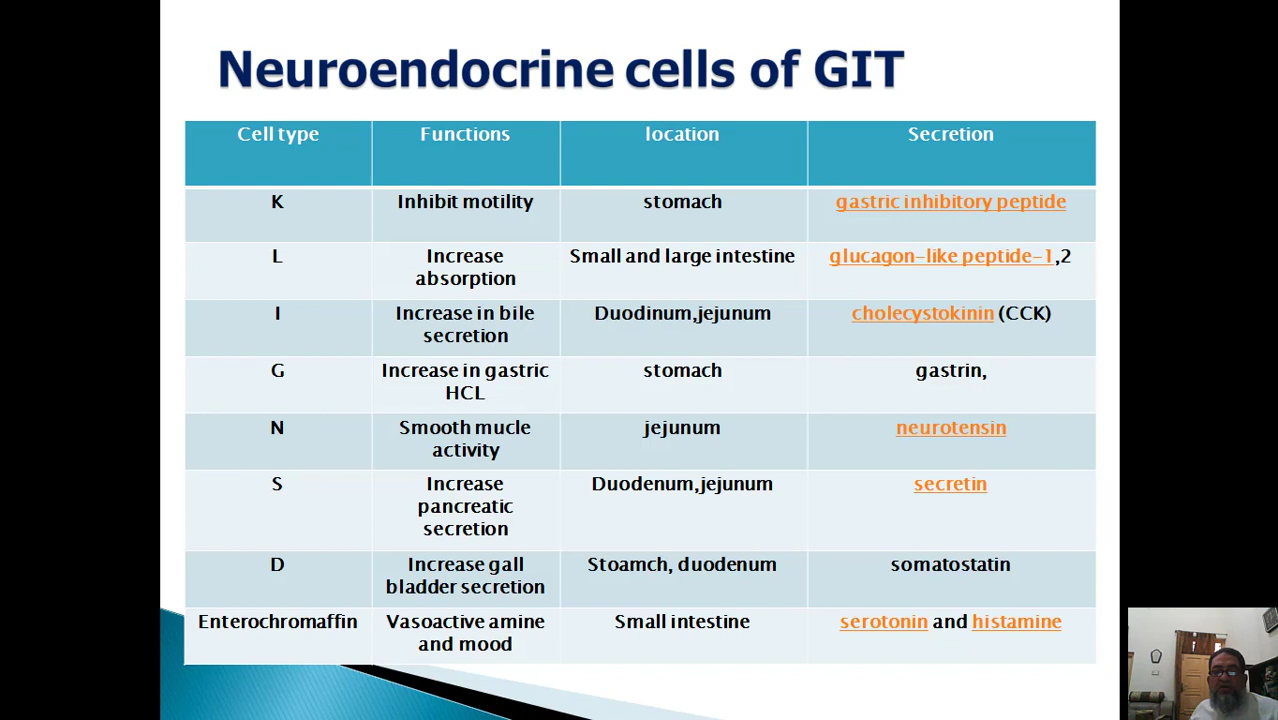 Neuroendocrine cells of GIT
Cell type Functions location Secretion
K Inhibit motility stomach gastric inhibitory peptide
L Increase absorption Small and large intestine glucagon-like peptide-1,2
I Increase in bile secretion Duodinum,jejunum cholecystokinin (CCK)
G Increase in gastric HCL stomach gastrin,
N Smooth mucle activity jejunum neurotensin
S Increase pancreatic secretion Duodenum,jejunum secretin
D Increase gall bladder secretion Stoamch, duodenum somatostatin
Enterochromaffin Vasoactive amine and mood Small intestine serotonin and histamine